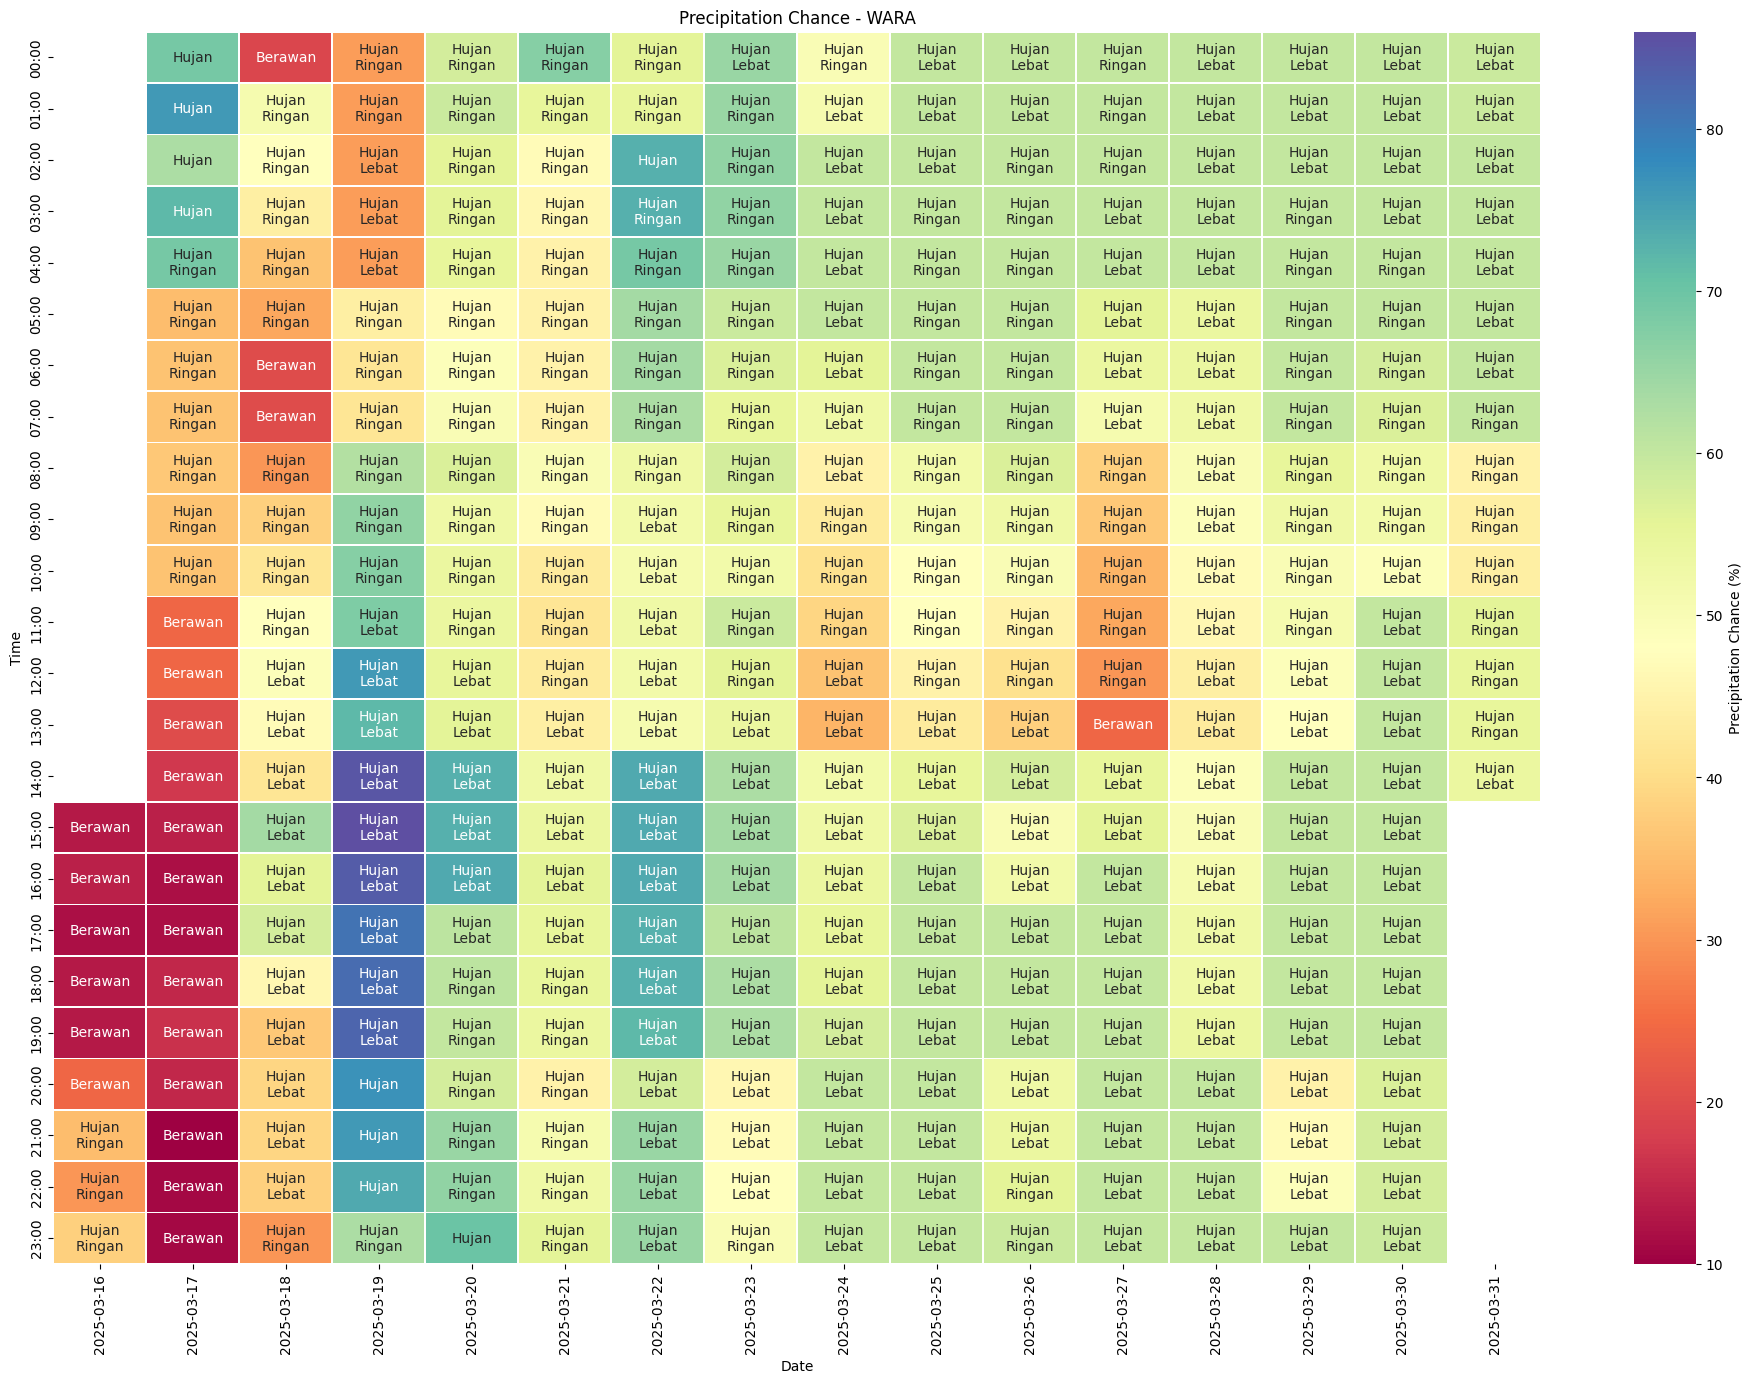 Precipitation Chance - WARA
00:00 Hujan Berawan Hujan Ringan Hujan Ringan Hujan Ringan Hujan Ringan Hujan Lebat Hujan Ringan Hujan Lebat Hujan Lebat Hujan Ringan Hujan Lebat Hujan Lebat Hujan Lebat Hujan Lebat
01:00 Hujan Hujan Ringan Hujan Ringan Hujan Ringan Hujan Ringan Hujan Ringan Hujan Ringan Hujan Lebat Hujan Lebat Hujan Lebat Hujan Ringan Hujan Lebat Hujan Lebat Hujan Lebat Hujan Lebat
02:00 Hujan Hujan Ringan Hujan Lebat Hujan Ringan Hujan Ringan Hujan Hujan Ringan Hujan Lebat Hujan Lebat Hujan Ringan Hujan Ringan Hujan Lebat Hujan Lebat Hujan Lebat Hujan Lebat
03:00 Hujan Hujan Ringan Hujan Lebat Hujan Ringan Hujan Ringan Hujan Ringan Hujan Ringan Hujan Lebat Hujan Ringan Hujan Ringan Hujan Lebat Hujan Lebat Hujan Ringan Hujan Lebat Hujan Lebat
04:00 Hujan Ringan Hujan Ringan Hujan Lebat Hujan Ringan Hujan Ringan Hujan Ringan Hujan Ringan Hujan Lebat Hujan Ringan Hujan Ringan Hujan Lebat Hujan Lebat Hujan Ringan Hujan Ringan Hujan Lebat
05:00 Hujan Ringan Hujan Ringan Hujan Ringan Hujan Ringan Hujan Ringan Hujan Ringan Hujan Ringan Hujan Lebat Hujan Ringan Hujan Ringan Hujan Lebat Hujan Lebat Hujan Ringan Hujan Ringan Hujan Lebat
06:00 Hujan Ringan Berawan Hujan Ringan Hujan Ringan Hujan Ringan Hujan Ringan Hujan Ringan Hujan Lebat Hujan Ringan Hujan Ringan Hujan Lebat Hujan Lebat Hujan Ringan Hujan Ringan Hujan Lebat
07:00 Hujan Ringan Berawan Hujan Ringan Hujan Ringan Hujan Ringan Hujan Ringan Hujan Ringan Hujan Lebat Hujan Ringan Hujan Ringan Hujan Lebat Hujan Lebat Hujan Ringan Hujan Ringan Hujan Ringan
08:00 Hujan Ringan Hujan Ringan Hujan Ringan Hujan Ringan Hujan Ringan Hujan Ringan Hujan Ringan Hujan Lebat Hujan Ringan Hujan Ringan Hujan Ringan Hujan Lebat Hujan Ringan Hujan Ringan Hujan Ringan
09:00 Hujan Ringan Hujan Ringan Hujan Ringan Hujan Ringan Hujan Ringan Hujan Lebat Hujan Ringan Hujan Ringan Hujan Ringan Hujan Ringan Hujan Ringan Hujan Lebat Hujan Ringan Hujan Ringan Hujan Ringan
10:00 Hujan Ringan Hujan Ringan Hujan Ringan Hujan Ringan Hujan Ringan Hujan Lebat Hujan Ringan Hujan Ringan Hujan Ringan Hujan Ringan Hujan Ringan Hujan Lebat Hujan Ringan Hujan Lebat Hujan Ringan
11:00 Berawan Hujan Ringan Hujan Lebat Hujan Ringan Hujan Ringan Hujan Lebat Hujan Ringan Hujan Ringan Hujan Ringan Hujan Ringan Hujan Ringan Hujan Lebat Hujan Ringan Hujan Lebat Hujan Ringan
12:00 Berawan Hujan Lebat Hujan Lebat Hujan Lebat Hujan Ringan Hujan Lebat Hujan Ringan Hujan Lebat Hujan Ringan Hujan Ringan Hujan Ringan Hujan Lebat Hujan Lebat Hujan Lebat Hujan Ringan
13:00 Berawan Hujan Lebat Hujan Lebat Hujan Lebat Hujan Lebat Hujan Lebat Hujan Lebat Hujan Lebat Hujan Lebat Hujan Lebat Berawan Hujan Lebat Hujan Lebat Hujan Lebat Hujan Ringan
14:00 Berawan Hujan Lebat Hujan Lebat Hujan Lebat Hujan Lebat Hujan Lebat Hujan Lebat Hujan Lebat Hujan Lebat Hujan Lebat Hujan Lebat Hujan Lebat Hujan Lebat Hujan Lebat Hujan Lebat
15:00 Berawan Berawan Hujan Lebat Hujan Lebat Hujan Lebat Hujan Lebat Hujan Lebat Hujan Lebat Hujan Lebat Hujan Lebat Hujan Lebat Hujan Lebat Hujan Lebat Hujan Lebat Hujan Lebat
16:00 Berawan Berawan Hujan Lebat Hujan Lebat Hujan Lebat Hujan Lebat Hujan Lebat Hujan Lebat Hujan Lebat Hujan Lebat Hujan Lebat Hujan Lebat Hujan Lebat Hujan Lebat Hujan Lebat
17:00 Berawan Berawan Hujan Lebat Hujan Lebat Hujan Lebat Hujan Lebat Hujan Lebat Hujan Lebat Hujan Lebat Hujan Lebat Hujan Lebat Hujan Lebat Hujan Lebat Hujan Lebat Hujan Lebat
18:00 Berawan Berawan Hujan Lebat Hujan Lebat Hujan Ringan Hujan Ringan Hujan Lebat Hujan Lebat Hujan Lebat Hujan Lebat Hujan Lebat Hujan Lebat Hujan Lebat Hujan Lebat Hujan Lebat
19:00 Berawan Berawan Hujan Lebat Hujan Lebat Hujan Ringan Hujan Ringan Hujan Lebat Hujan Lebat Hujan Lebat Hujan Lebat Hujan Lebat Hujan Lebat Hujan Lebat Hujan Lebat Hujan Lebat
20:00 Berawan Berawan Hujan Lebat Hujan Hujan Ringan Hujan Ringan Hujan Lebat Hujan Lebat Hujan Lebat Hujan Lebat Hujan Lebat Hujan Lebat Hujan Lebat Hujan Lebat Hujan Lebat
21:00 Hujan Ringan Berawan Hujan Lebat Hujan Hujan Ringan Hujan Ringan Hujan Lebat Hujan Lebat Hujan Lebat Hujan Lebat Hujan Lebat Hujan Lebat Hujan Lebat Hujan Lebat Hujan Lebat
22:00 Hujan Ringan Berawan Hujan Lebat Hujan Hujan Ringan Hujan Ringan Hujan Lebat Hujan Lebat Hujan Lebat Hujan Lebat Hujan Ringan Hujan Lebat Hujan Lebat Hujan Lebat Hujan Lebat
23:00 Hujan Ringan Berawan Hujan Ringan Hujan Ringan Hujan Hujan Ringan Hujan Lebat Hujan Ringan Hujan Lebat Hujan Lebat Hujan Ringan Hujan Lebat Hujan Lebat Hujan Lebat Hujan Lebat
2025-03-16 2025-03-17 2025-03-18 2025-03-19 2025-03-20 2025-03-21 2025-03-22 2025-03-23 2025-03-24 2025-03-25 2025-03-26 2025-03-27 2025-03-28 2025-03-29 2025-03-30 2025-03-31
Date
Time
80
70
60
50
40
30
20
10
Precipitation Chance (%)